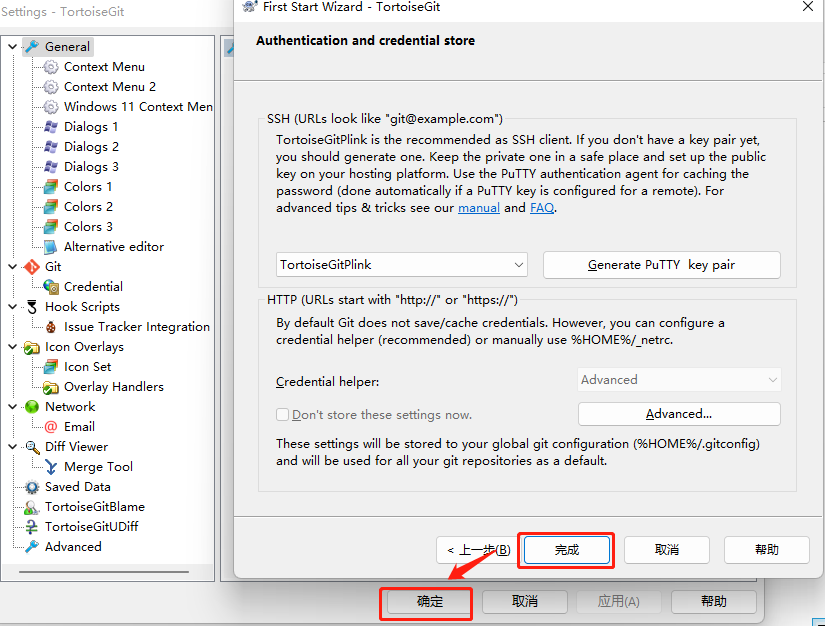 Settings - TortoiseGit
General
Context Menu
Context Menu 2
Windows 11 Context Men
Dialogs 1
Dialogs 2
Dialogs 3
Colors 1
Colors 2
Colors 3
Alternative editor
Git
Credential
Hook Scripts
Issue Tracker Integration
Icon Overlays
Icon Set
Overlay Handlers
Network
Email
Diff Viewer
Merge Tool
Saved Data
TortoiseGitBlame
TortoiseGitUDiff
Advanced
First Start Wizard - TortoiseGit
Authentication and credential store
SSH (URLs look like "git@example.com")
TortoiseGitPlink is the recommended as SSH client. If you don't have a key pair yet,
you should generate one. Keep the private one in a safe place and set up the public
key on your hosting platform. Use the PuTTY authentication agent for caching the
password (done automatically if a PuTTY key is configured for a remote). For
advanced tips & tricks see our manual and FAQ.
TortoiseGitPlink
Generate PuTTY key pair
HTTP (URLs start with "http://" or "https://")
By default Git does not save/cache credentials. However, you can configure a
credential helper (recommended) or manually use %HOME%/_netrc.
Credential helper:
Advanced
Don't store these settings now.
Advanced...
These settings will be stored to your global git configuration (%HOME%/.gitconfig)
and will be used for all your git repositories as a default.
< 上一步(B)
完成
取消
帮助
确定
取消
应用(A)
帮助